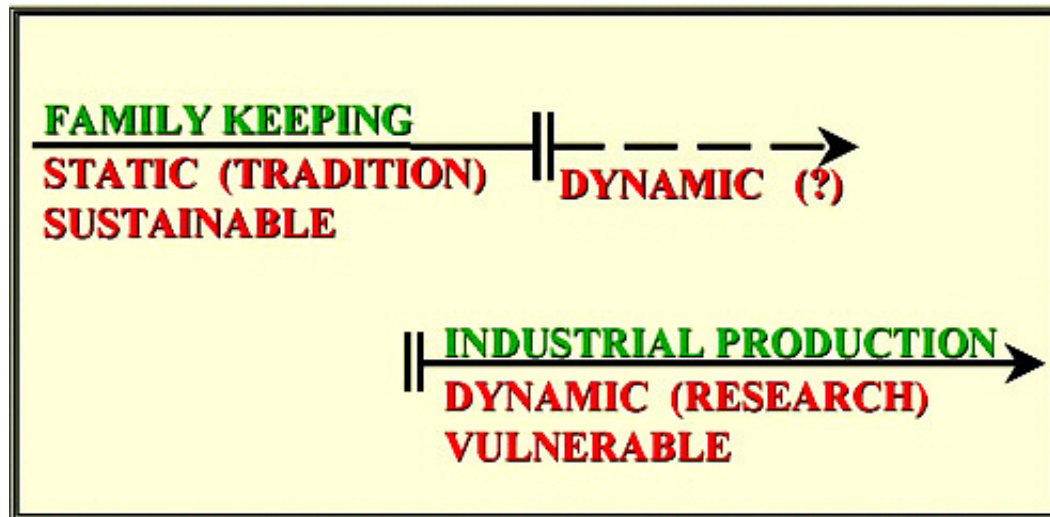 FAMILY KEEPING
STATIC (TRADITION)
SUSTAINABLE
DYNAMIC (?)
INDUSTRIAL PRODUCTION
DYNAMIC (RESEARCH)
VULNERABLE